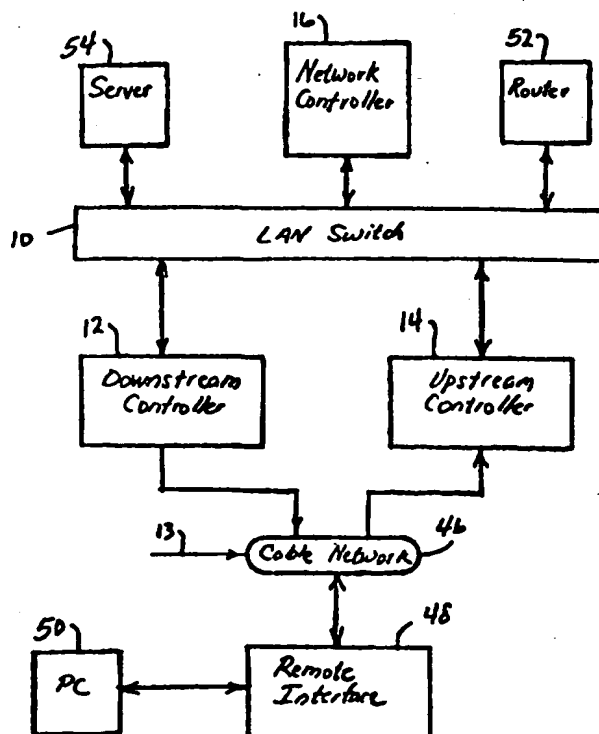 54
Server
16
Network
Controller
52
Router
10
LAN Switch
12
Downstream
Controller
14
Upstream
Controller
13
Cable Network
46
50
PC
48
Remote
Interface